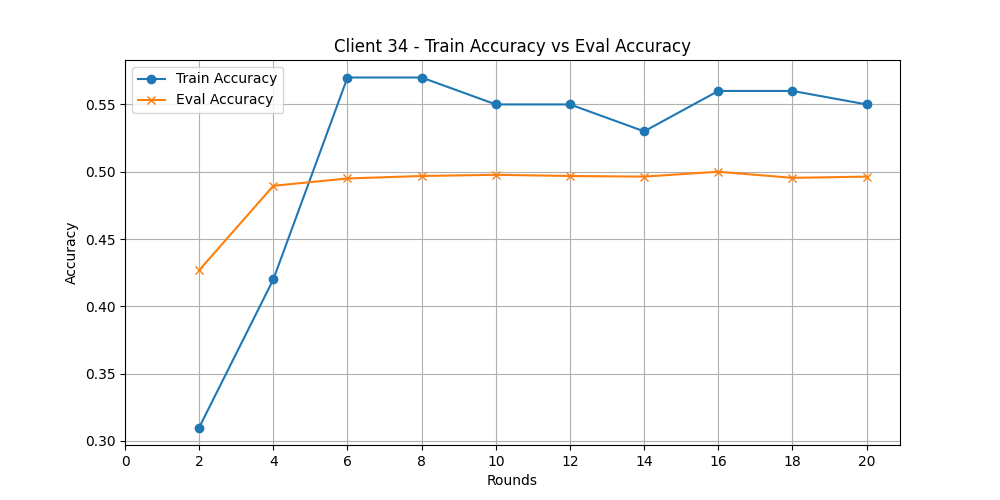 Client 34 - Train Accuracy vs Eval Accuracy
Train Accuracy
Eval Accuracy
Accuracy
0.55
0.50
0.45
0.40
0.35
0.30
0 2 4 6 8 10 12 14 16 18 20
Rounds